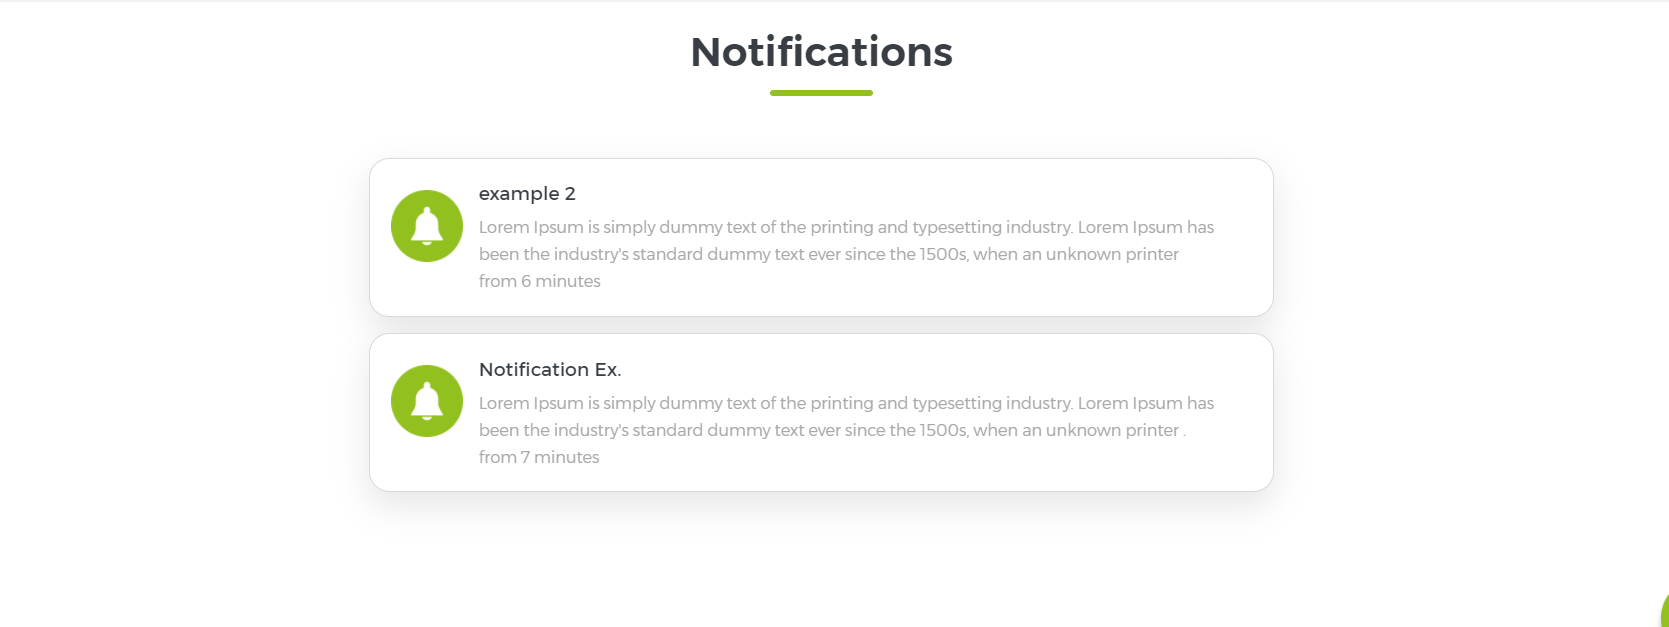 Notifications
example 2
Lorem Ipsum is simply dummy text of the printing and typesetting industry. Lorem Ipsum has
been the industry's standard dummy text ever since the 1500s, when an unknown printer
from 6 minutes
Notification Ex.
Lorem Ipsum is simply dummy text of the printing and typesetting industry. Lorem Ipsum has
been the industry's standard dummy text ever since the 1500s, when an unknown printer .
from 7 minutes